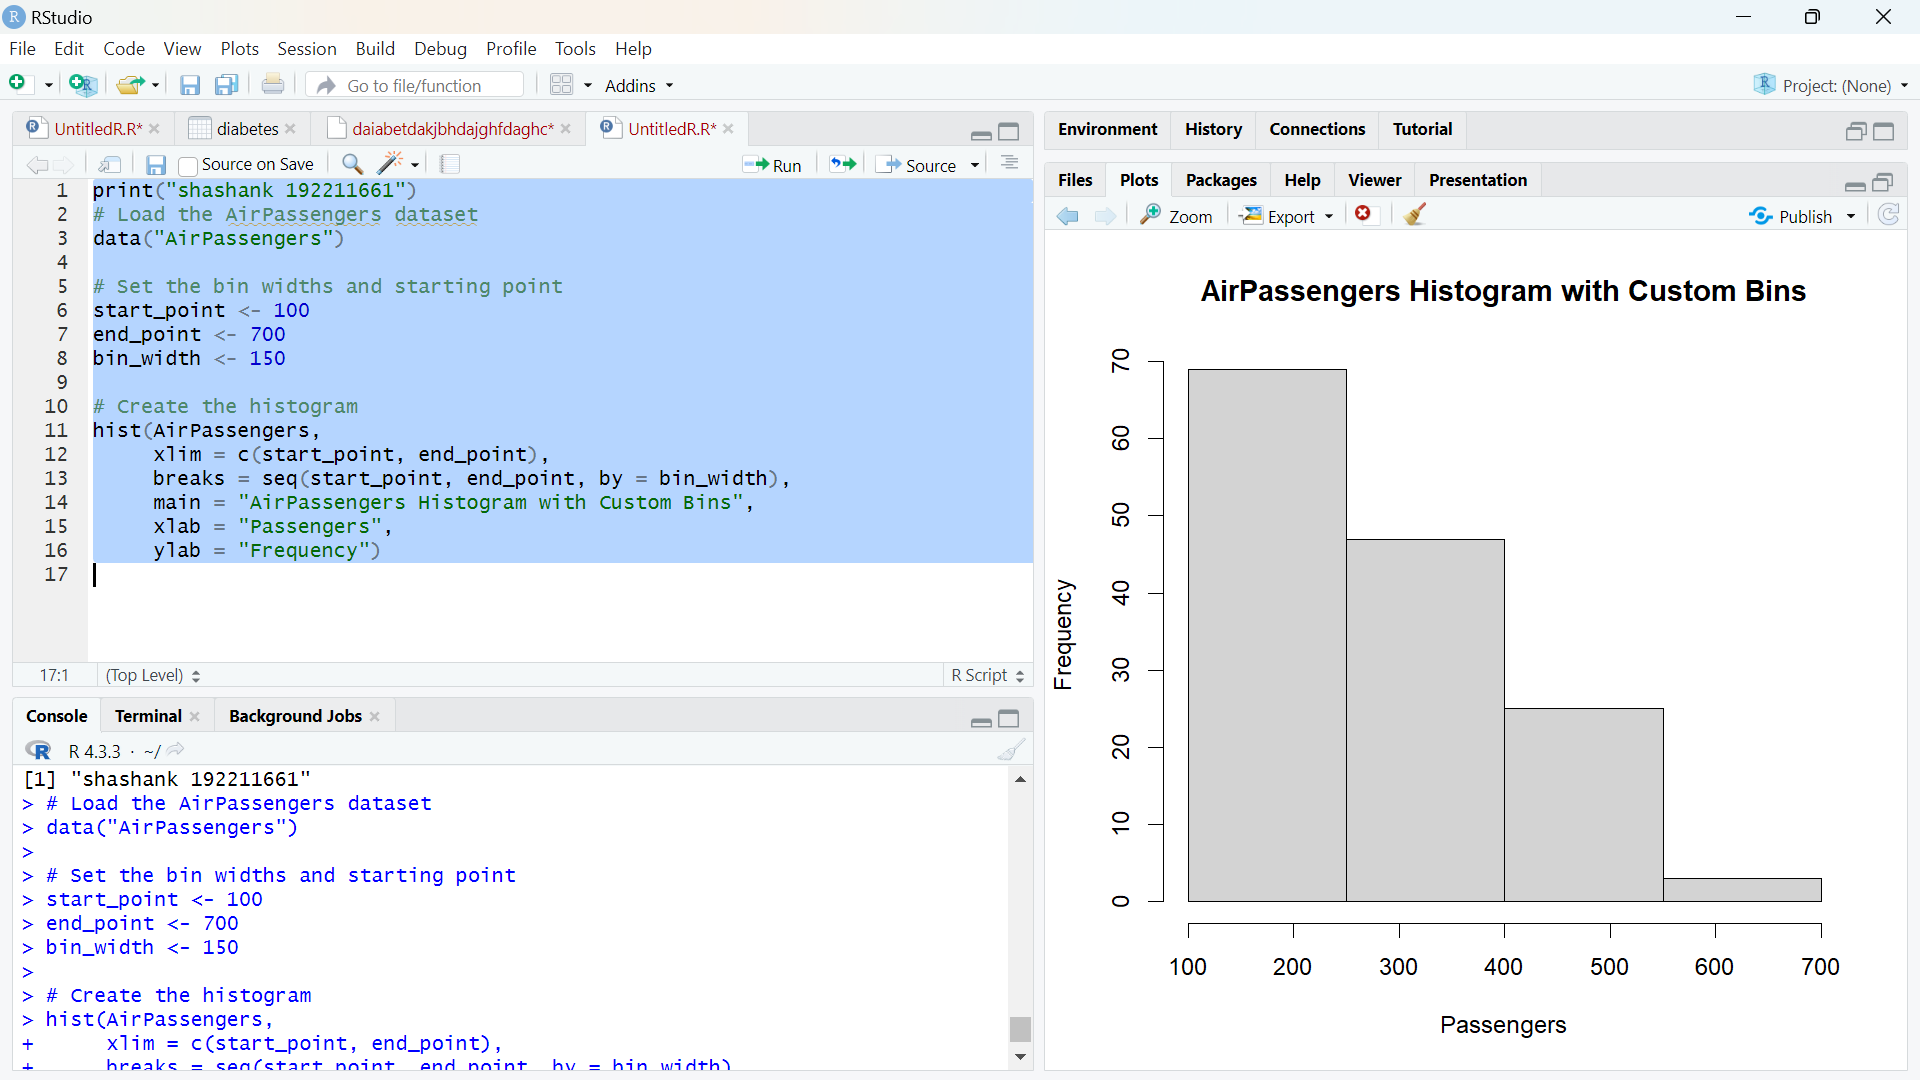 RStudio
File Edit Code View Plots Session Build Debug Profile Tools Help
Go to file/function Addins Project: (None)
UntitledR.R* diabetes daiabetdakjbhdajghfdaghc* UntitledR.R*
Source on Save Run Source
1 print("shashank 192211661")
2 # Load the AirPassengers dataset
3 data("AirPassengers")
4
5 # Set the bin widths and starting point
6 start_point <- 100
7 end_point <- 700
8 bin_width <- 150
9
10 # Create the histogram
11 hist(AirPassengers,
12 xlim = c(start_point, end_point),
13 breaks = seq(start_point, end_point, by = bin_width),
14 main = "AirPassengers Histogram with Custom Bins",
15 xlab = "Passengers",
16 ylab = "Frequency")
17
17:1 (Top Level) R Script
Console Terminal Background Jobs
R R 4.3.3 · ~/
[1] "shashank 192211661"
> # Load the AirPassengers dataset
> data("AirPassengers")
>
> # Set the bin widths and starting point
> start_point <- 100
> end_point <- 700
> bin_width <- 150
>
> # Create the histogram
> hist(AirPassengers,
+ xlim = c(start_point, end_point),
+ breaks = seq(start_point, end_point, by = bin_width),
Environment History Connections Tutorial
Files Plots Packages Help Viewer Presentation
Zoom Export Publish
AirPassengers Histogram with Custom Bins
70
60
50
40
30
20
10
0
Frequency
100 200 300 400 500 600 700
Passengers